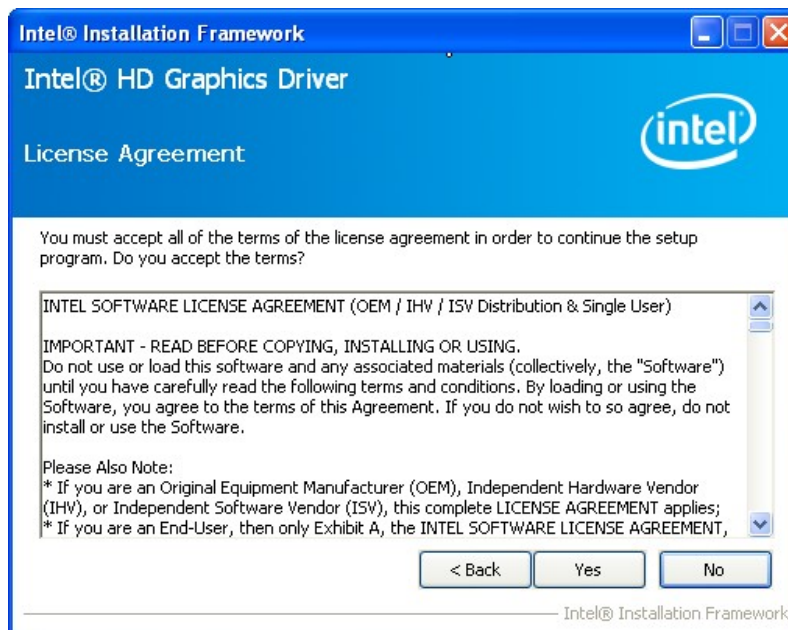 Intel® Installation Framework
Intel® HD Graphics Driver
intel
License Agreement
You must accept all of the terms of the license agreement in order to continue the setup
program. Do you accept the terms?
INTEL SOFTWARE LICENSE AGREEMENT (OEM / IHV / ISV Distribution & Single User)
IMPORTANT - READ BEFORE COPYING, INSTALLING OR USING.
Do not use or load this software and any associated materials (collectively, the "Software")
until you have carefully read the following terms and conditions. By loading or using the
Software, you agree to the terms of this Agreement. If you do not wish to so agree, do not
install or use the Software.
Please Also Note:
* If you are an Original Equipment Manufacturer (OEM), Independent Hardware Vendor
(IHV), or Independent Software Vendor (ISV), this complete LICENSE AGREEMENT applies;
* If you are an End-User, then only Exhibit A, the INTEL SOFTWARE LICENSE AGREEMENT,
< Back Yes No
Intel® Installation Framework